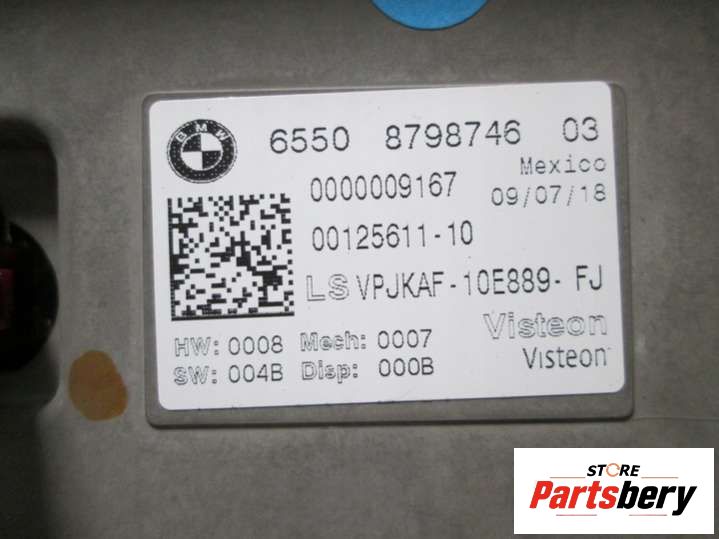 BMW
6550 8798746 03
Mexico
0000009167
09/07/18
00125611-10
LS VPJKAF-10E889-FJ
Visteon
HW: 0008 Mech: 0007
Visteon
SW: 004B Disp: 000B
STORE
Partsbery